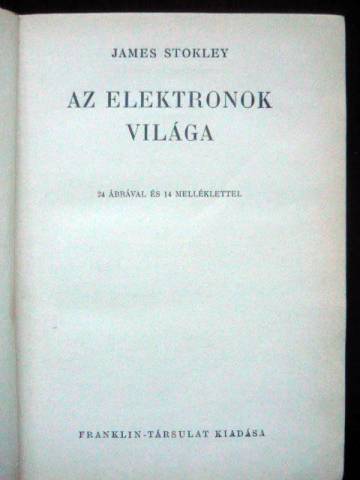 JAMES STOKLEY
AZ ELEKTRONOK
VILÁGA
24 ÁBRÁVAL ÉS 14 MELLÉKLETTEL
FRANKLIN-TÁRSULAT KIADÁSA